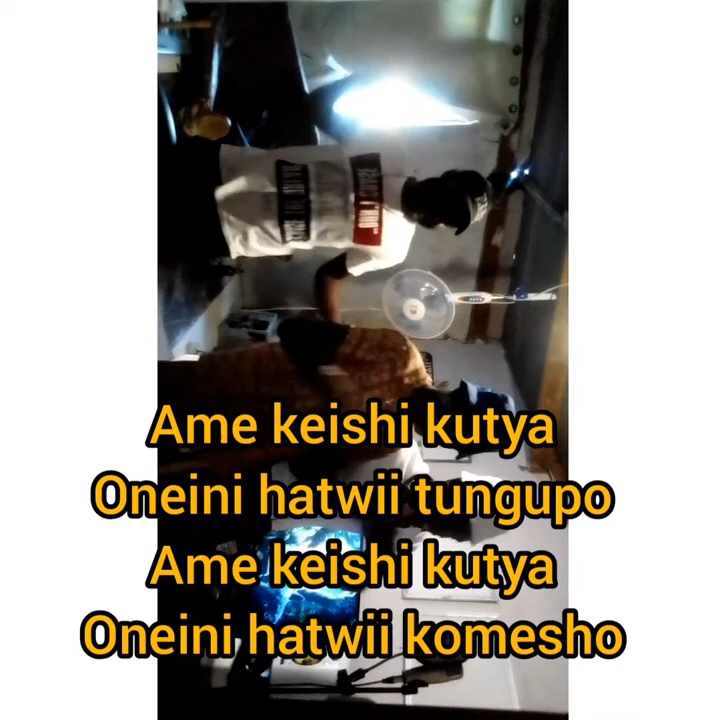 Ame keishi kutya
Oneini hatwii tungupo
Ame keishi kutya
Oneini hatwii komesho